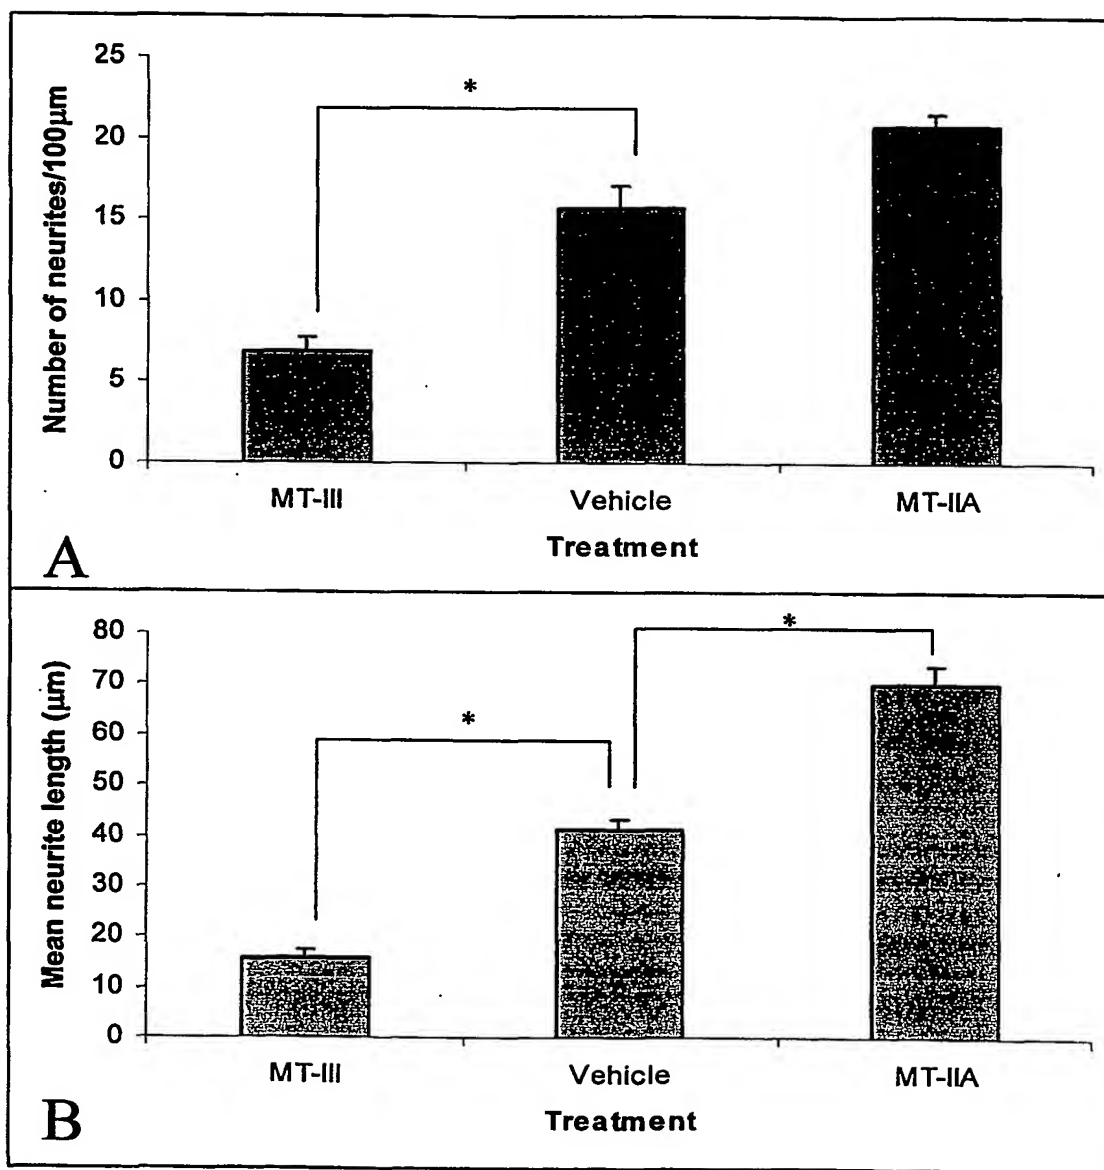 25
20
15
10
5
0
Number of neurites/100µm
*
MT-III
Vehicle
MT-IIA
Treatment
A
80
70
60
50
40
30
20
10
0
Mean neurite length (µm)
*
*
MT-III
Vehicle
MT-IIA
Treatment
B